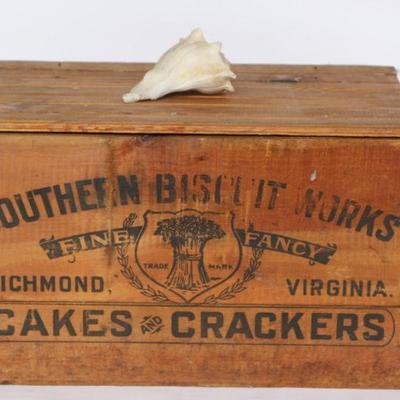 OUTHERN BISCUIT WORKS
FINE FANCY
TRADE MARK
ICHMOND, VIRGINIA.
CAKES AND CRACKERS